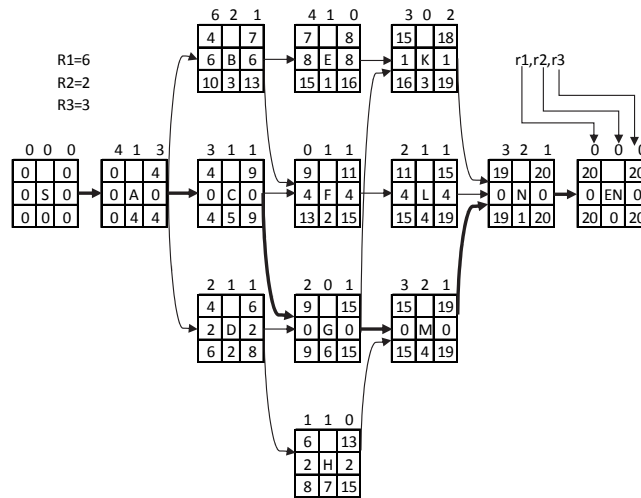 6 2 1 4 1 0 3 0 2
4 7 7 8 15 18
R1=6 6 B 6 8 E 8 1 K 1 r1,r2,r3
R2=2 10 3 13 15 1 16 16 3 19
R3=3
0 0 0 4 1 3 3 1 1 0 1 1 2 1 1 3 2 1 0 0 0
0 0 0 4 4 9 9 11 11 15 19 20 20 20
0 S 0 0 A 0 0 C 0 4 F 4 4 L 4 0 N 0 0 EN 0
0 0 0 0 4 4 4 5 9 13 2 15 15 4 19 19 1 20 20 0 20
2 1 1 2 0 1 3 2 1
4 6 9 15 15 19
2 D 2 0 G 0 0 M 0
6 2 8 9 6 15 15 4 19
1 1 0
6 13
2 H 2
8 7 15